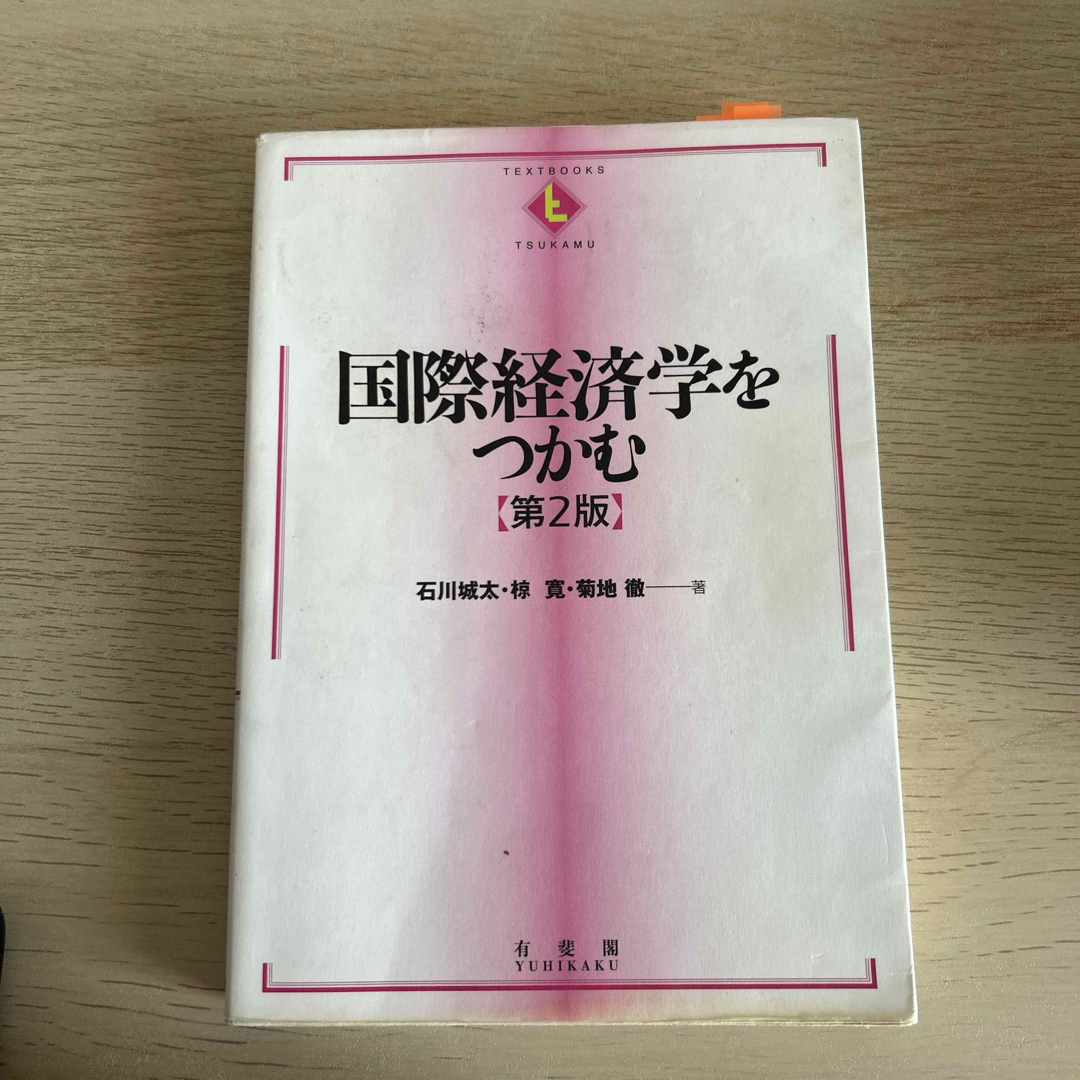 TEXTBOOKS
と
TSUKAMU
国際経済学を
つかむ
【第2版】
石川城太・椋 寛・菊地 徹――著
有斐閣
YUHIKAKU